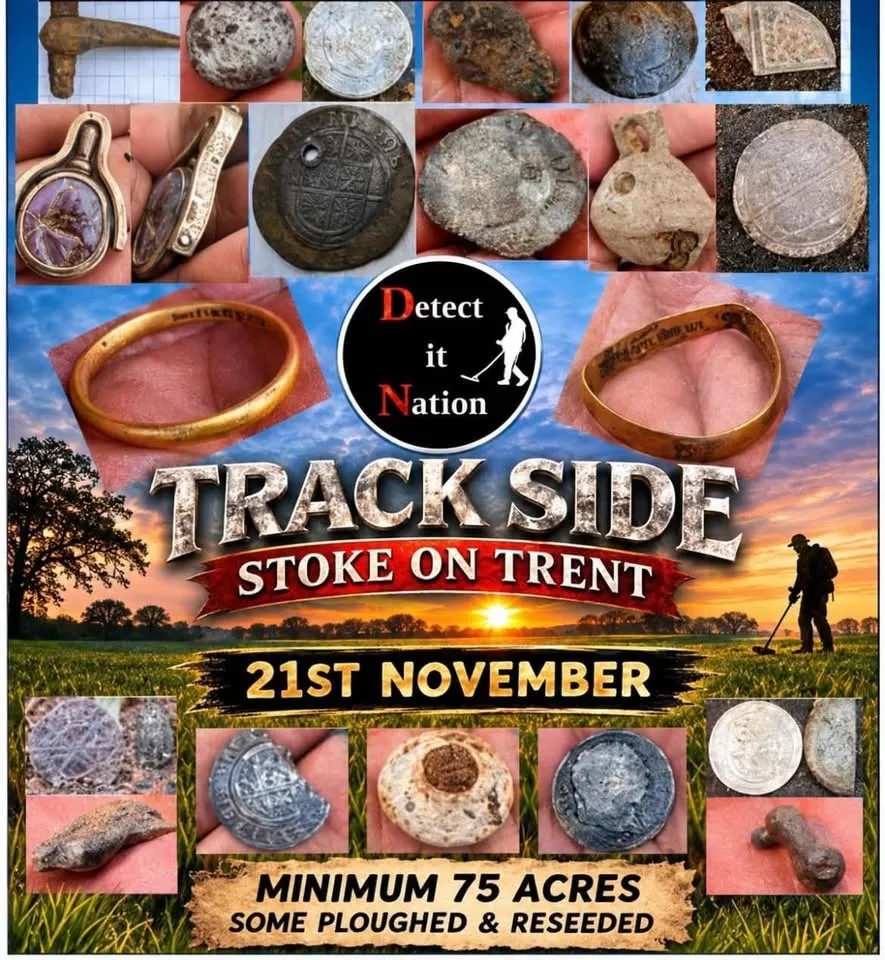 Detect
it
Nation
TRACK SIDE
STOKE ON TRENT
21ST NOVEMBER
MINIMUM 75 ACRES
SOME PLOUGHED & RESEEDED